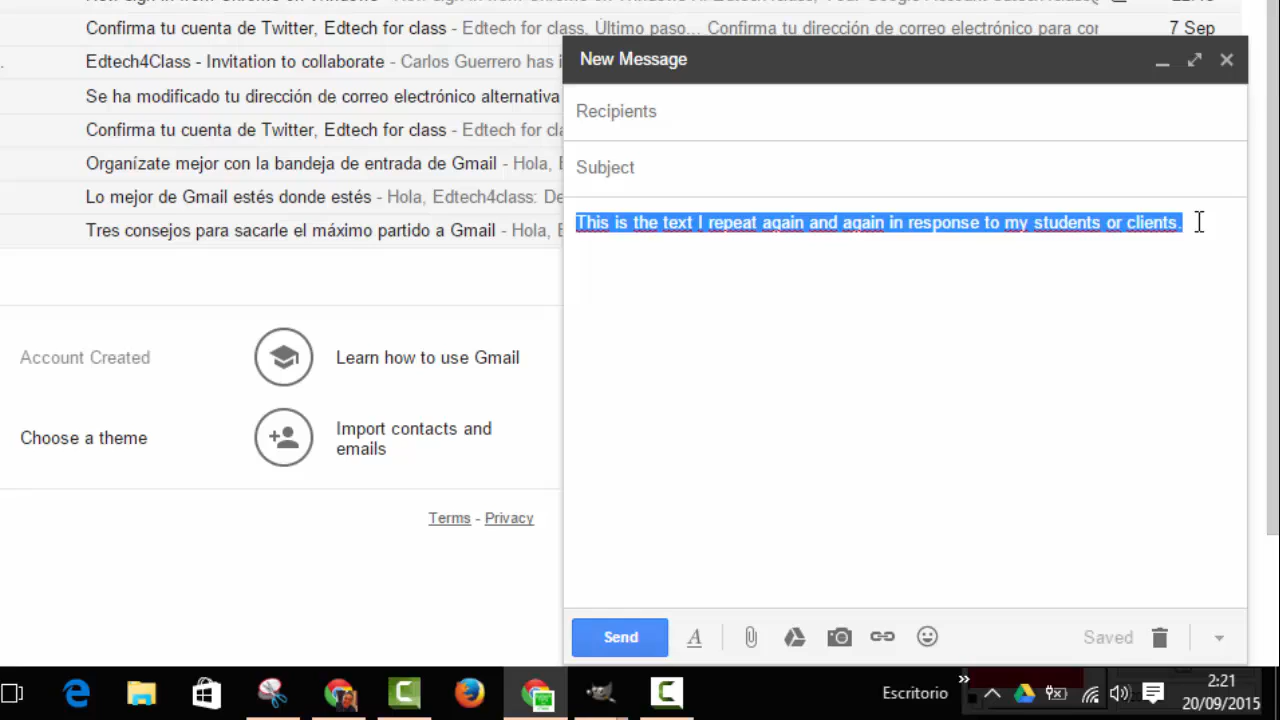 Confirma tu cuenta de Twitter, Edtech for class - Edtech for class, Último paso... Confirma tu dirección de correo electrónico para cor 7 Sep
Edtech4Class - Invitation to collaborate - Carlos Guerrero has i
Se ha modificado tu dirección de correo electrónico alternativa
Confirma tu cuenta de Twitter, Edtech for class - Edtech for cla
Organízate mejor con la bandeja de entrada de Gmail - Hola, E
Lo mejor de Gmail estés donde estés - Hola, Edtech4class: De
Tres consejos para sacarle el máximo partido a Gmail - Hola, E
Account Created
Learn how to use Gmail
Choose a theme
Import contacts and
emails
Terms - Privacy
New Message
Recipients
Subject
This is the text I repeat again and again in response to my students or clients.
Send
Saved
Escritorio
2:21
20/09/2015